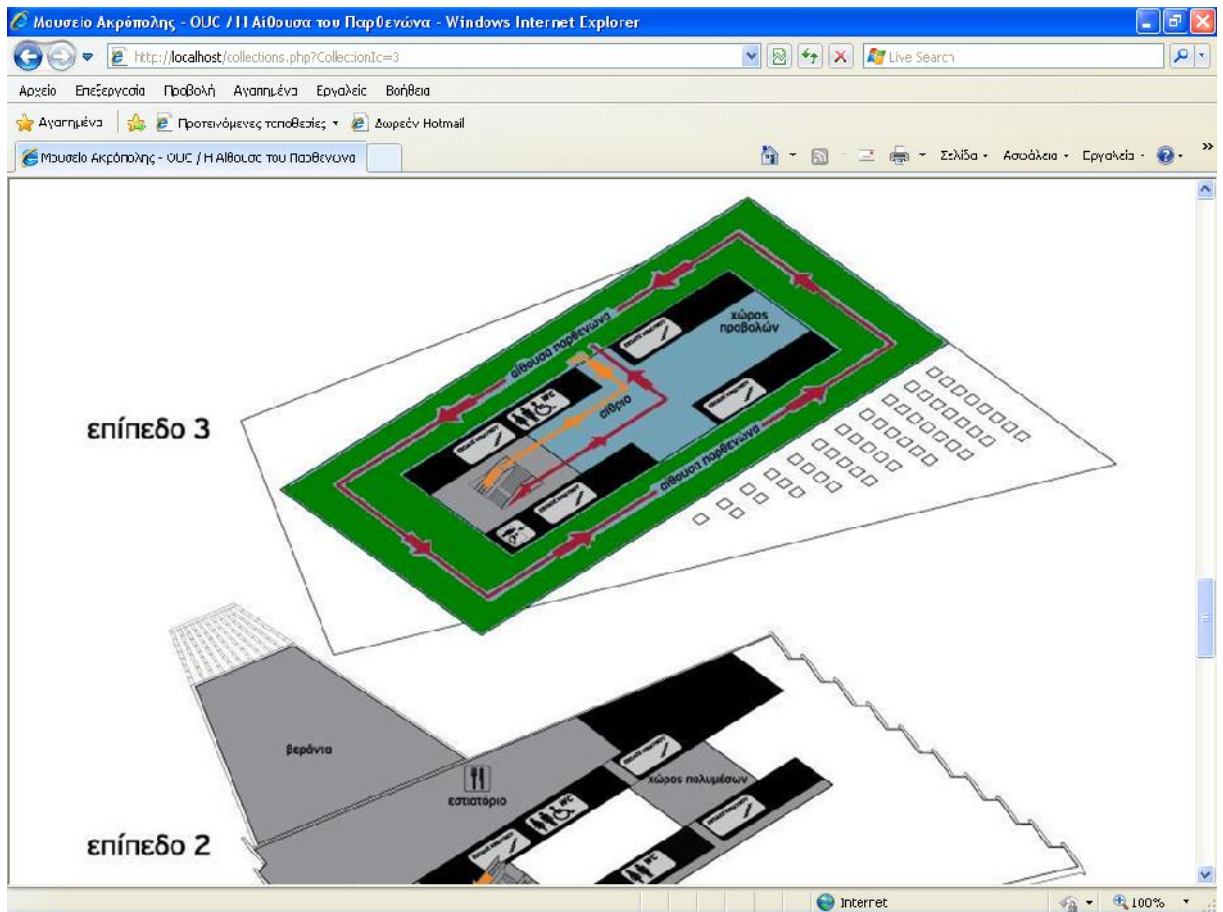 Μουσείο Ακρόπολης - OUC / Η Αίθουσα του Παρθενώνα - Windows Internet Explorer
http://localhost/collections.php?CollectionIc=3
Live Search
Αρχείο Επεξεργασία Προβολή Αγαπημένα Εργαλεία Βοήθεια
Αγαπημένα Προτεινόμενες τοποθεσίες Δωρεάν Hotmail
Μουσείο Ακρόπολης - OUC / Η Αίθουσα του Παρθενώνα
Σελίδα Ασφάλεια Εργαλεία
χώρος
προβολών
αίθουσα παρθενώνα
WC
αίθριο
επίπεδο 3
αίθουσα παρθενώνα
βεράντα
εστιατόριο
χώρος πολυμέσων
WC
επίπεδο 2
WC
Internet
100%